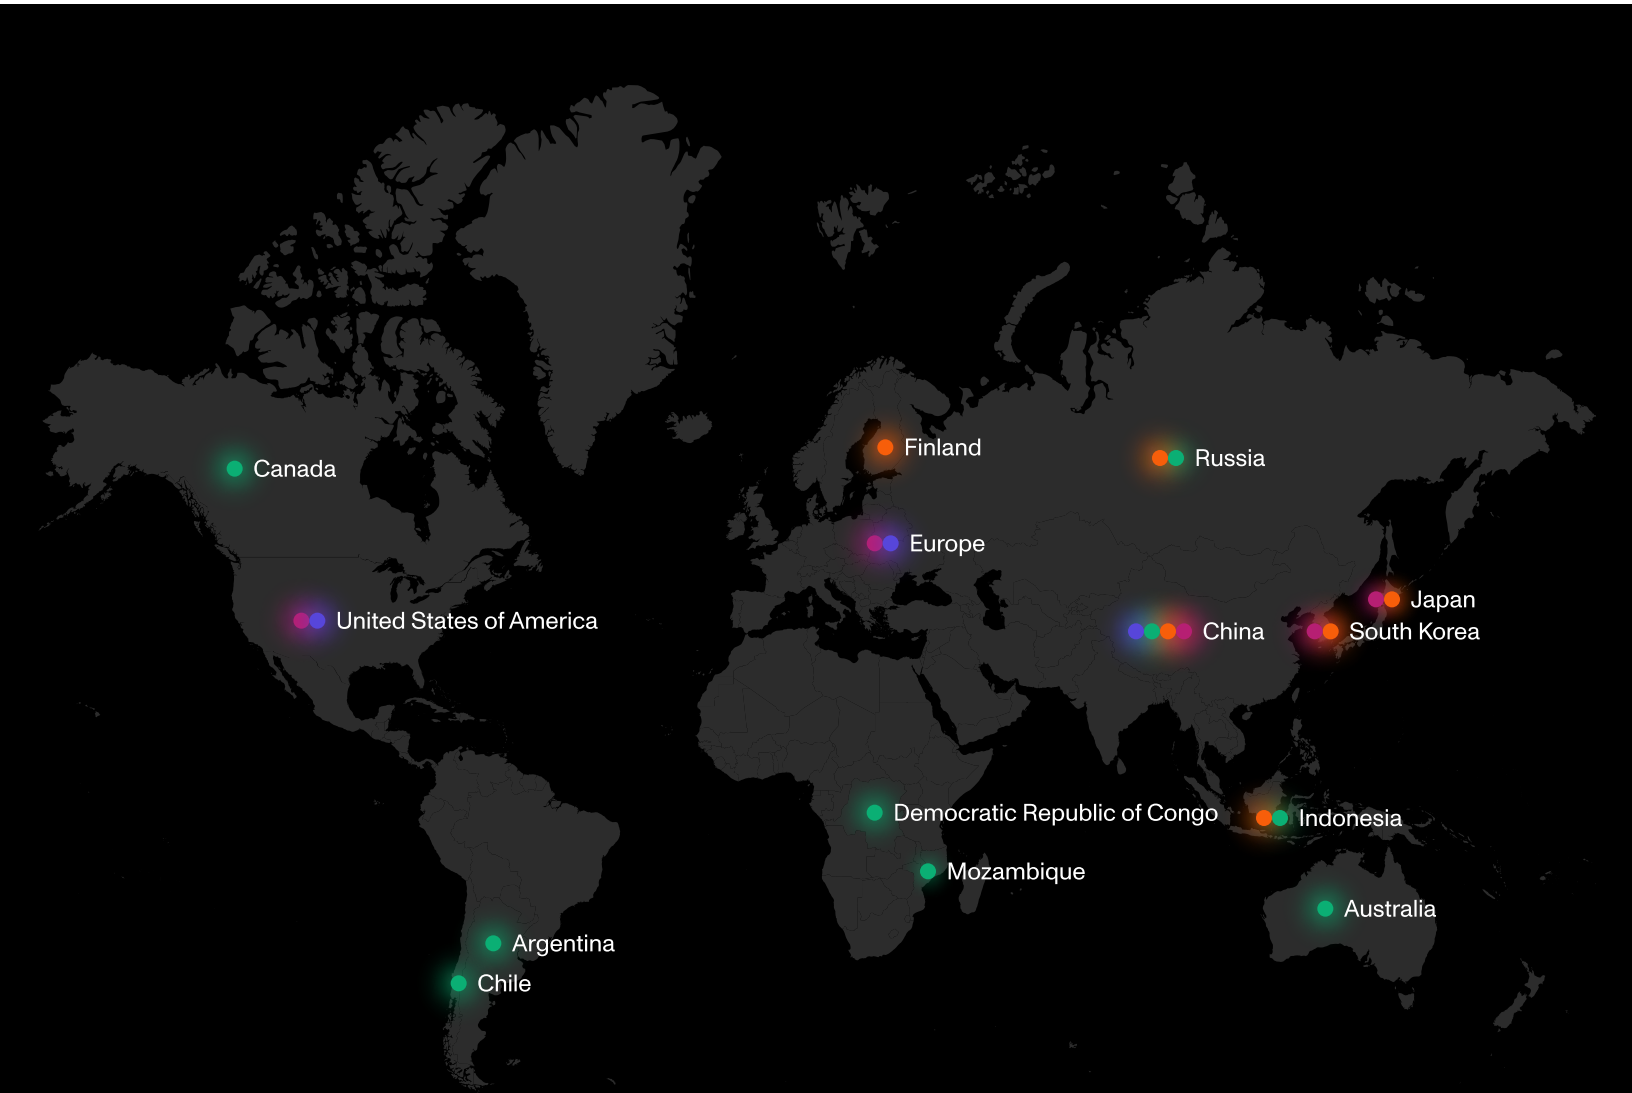 Finland
Russia
Canada
Europe
Japan
United States of America
China
South Korea
Democratic Republic of Congo
Indonesia
Mozambique
Australia
Argentina
Chile